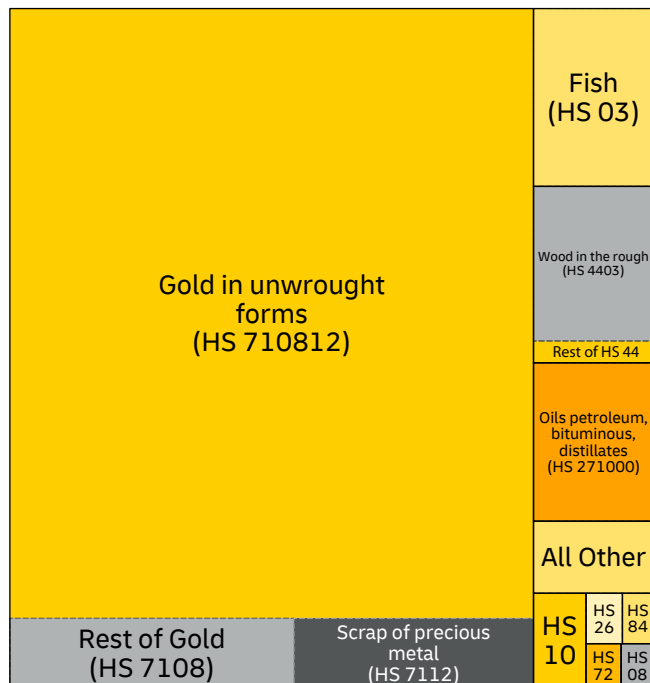 Gold in unwrought
forms
(HS 710812)
Rest of Gold
(HS 7108)
Scrap of precious
metal
(HS 7112)
Fish
(HS 03)
Wood in the rough
(HS 4403)
Rest of HS 44
Oils petroleum,
bituminous,
distillates
(HS 271000)
All Other
HS
10
HS
26
HS
84
HS
72
HS
08